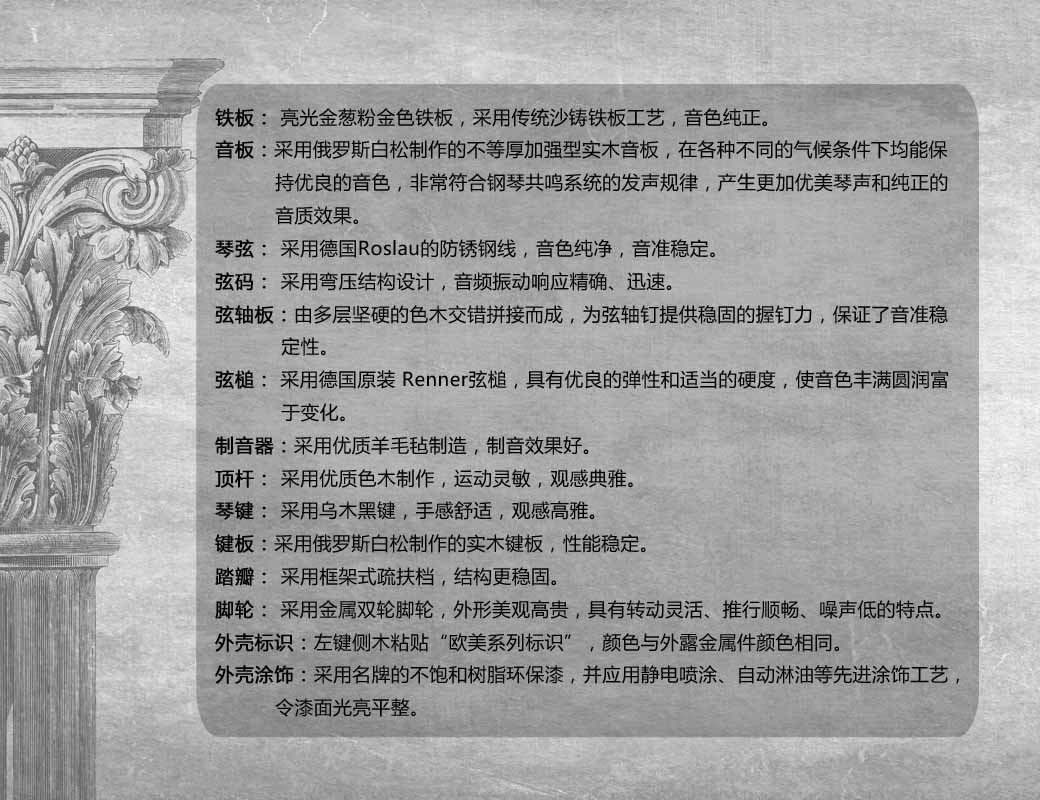 铁板： 亮光金葱粉金色铁板，采用传统沙铸铁板工艺，音色纯正。
音板：采用俄罗斯白松制作的不等厚加强型实木音板，在各种不同的气候条件下均能保
持优良的音色，非常符合钢琴共鸣系统的发声规律，产生更加优美琴声和纯正的
音质效果。
琴弦： 采用德国Roslau的防锈钢线，音色纯净，音准稳定。
弦码： 采用弯压结构设计，音频振动响应精确、迅速。
弦轴板：由多层坚硬的色木交错拼接而成，为弦轴钉提供稳固的握钉力，保证了音准稳
定性。
弦槌： 采用德国原装 Renner弦槌，具有优良的弹性和适当的硬度，使音色丰满圆润富
于变化。
制音器：采用优质羊毛毡制造，制音效果好。
顶杆： 采用优质色木制作，运动灵敏，观感典雅。
琴键： 采用乌木黑键，手感舒适，观感高雅。
键板：采用俄罗斯白松制作的实木键板，性能稳定。
踏瓣： 采用框架式疏扶档，结构更稳固。
脚轮： 采用金属双轮脚轮，外形美观高贵，具有转动灵活、推行顺畅、噪声低的特点。
外壳标识：左键侧木粘贴“欧美系列标识”，颜色与外露金属件颜色相同。
外壳涂饰：采用名牌的不饱和树脂环保漆，并应用静电喷涂、自动淋油等先进涂饰工艺，
令漆面光亮平整。